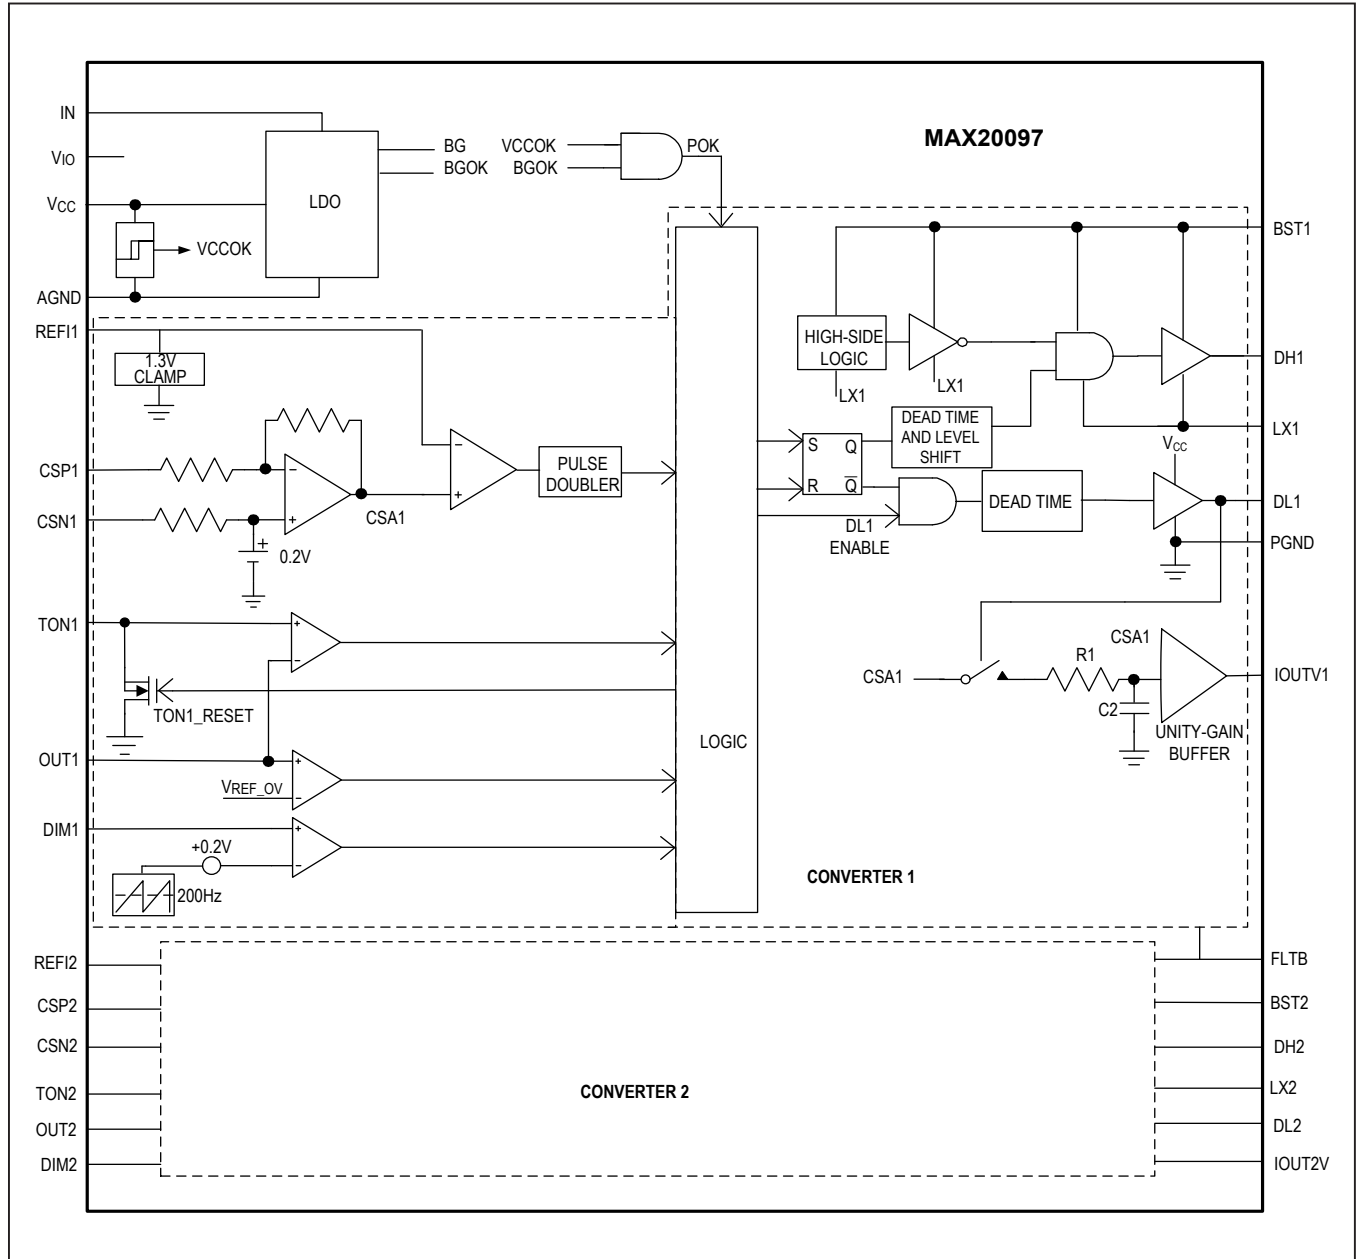 MAX20097
IN
VIO
VCC
AGND
LDO
BG
BGOK
VCCOK
BGOK
POK
VCCOK
REFI1
1.3V
CLAMP
CSP1
CSN1
−
+
CSA1
+
0.2V
−
+
PULSE
DOUBLER
TON1
+
−
TON1_RESET
OUT1
+
VREF_OV
−
DIM1
+
+0.2V
−
200Hz
LOGIC
BST1
HIGH-SIDE
LOGIC
LX1
LX1
DH1
LX1
S Q
R Q̅
DEAD TIME
AND LEVEL
SHIFT
DL1
ENABLE
DEAD TIME
VCC
DL1
PGND
CSA1
R1
C2
CSA1
UNITY-GAIN
BUFFER
IOUTV1
CONVERTER 1
REFI2
CSP2
CSN2
TON2
OUT2
DIM2
CONVERTER 2
FLTB
BST2
DH2
LX2
DL2
IOUT2V